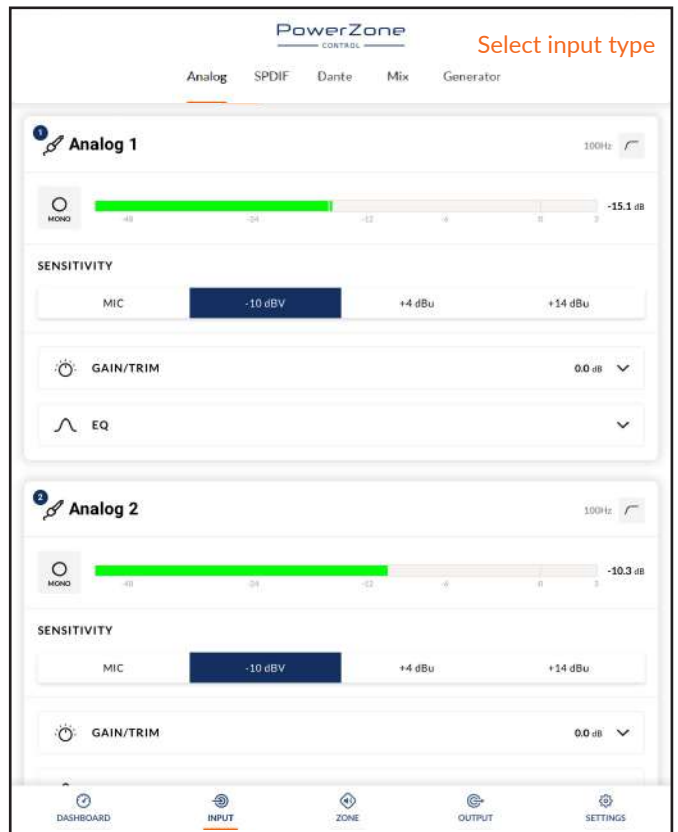 PowerZone
CONTROL
Select input type
Analog SPDIF Dante Mix Generator
1
Analog 1
100Hz
MONO
-15.1 dB
-48 -24 -12 -6 0 3
SENSITIVITY
MIC -10 dBV +4 dBu +14 dBu
GAIN/TRIM 0.0 dB
EQ
2
Analog 2
100Hz
MONO
-10.3 dB
-48 -24 -12 -6 0 3
SENSITIVITY
MIC -10 dBV +4 dBu +14 dBu
GAIN/TRIM 0.0 dB
DASHBOARD INPUT ZONE OUTPUT SETTINGS